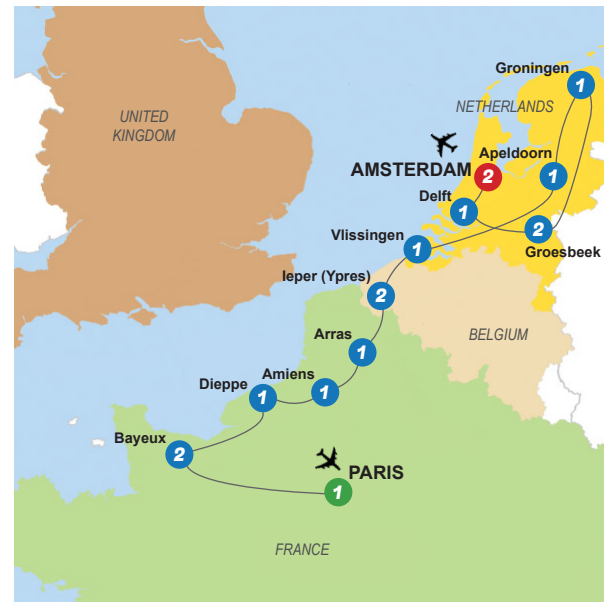 Groningen
1
UNITED
KINGDOM
NETHERLANDS
Apeldoorn
AMSTERDAM
2
1
Delft
1
2
Vlissingen
1
Groesbeek
Ieper (Ypres)
2
BELGIUM
Arras
1
Amiens
1
Dieppe
1
Bayeux
2
PARIS
1
FRANCE